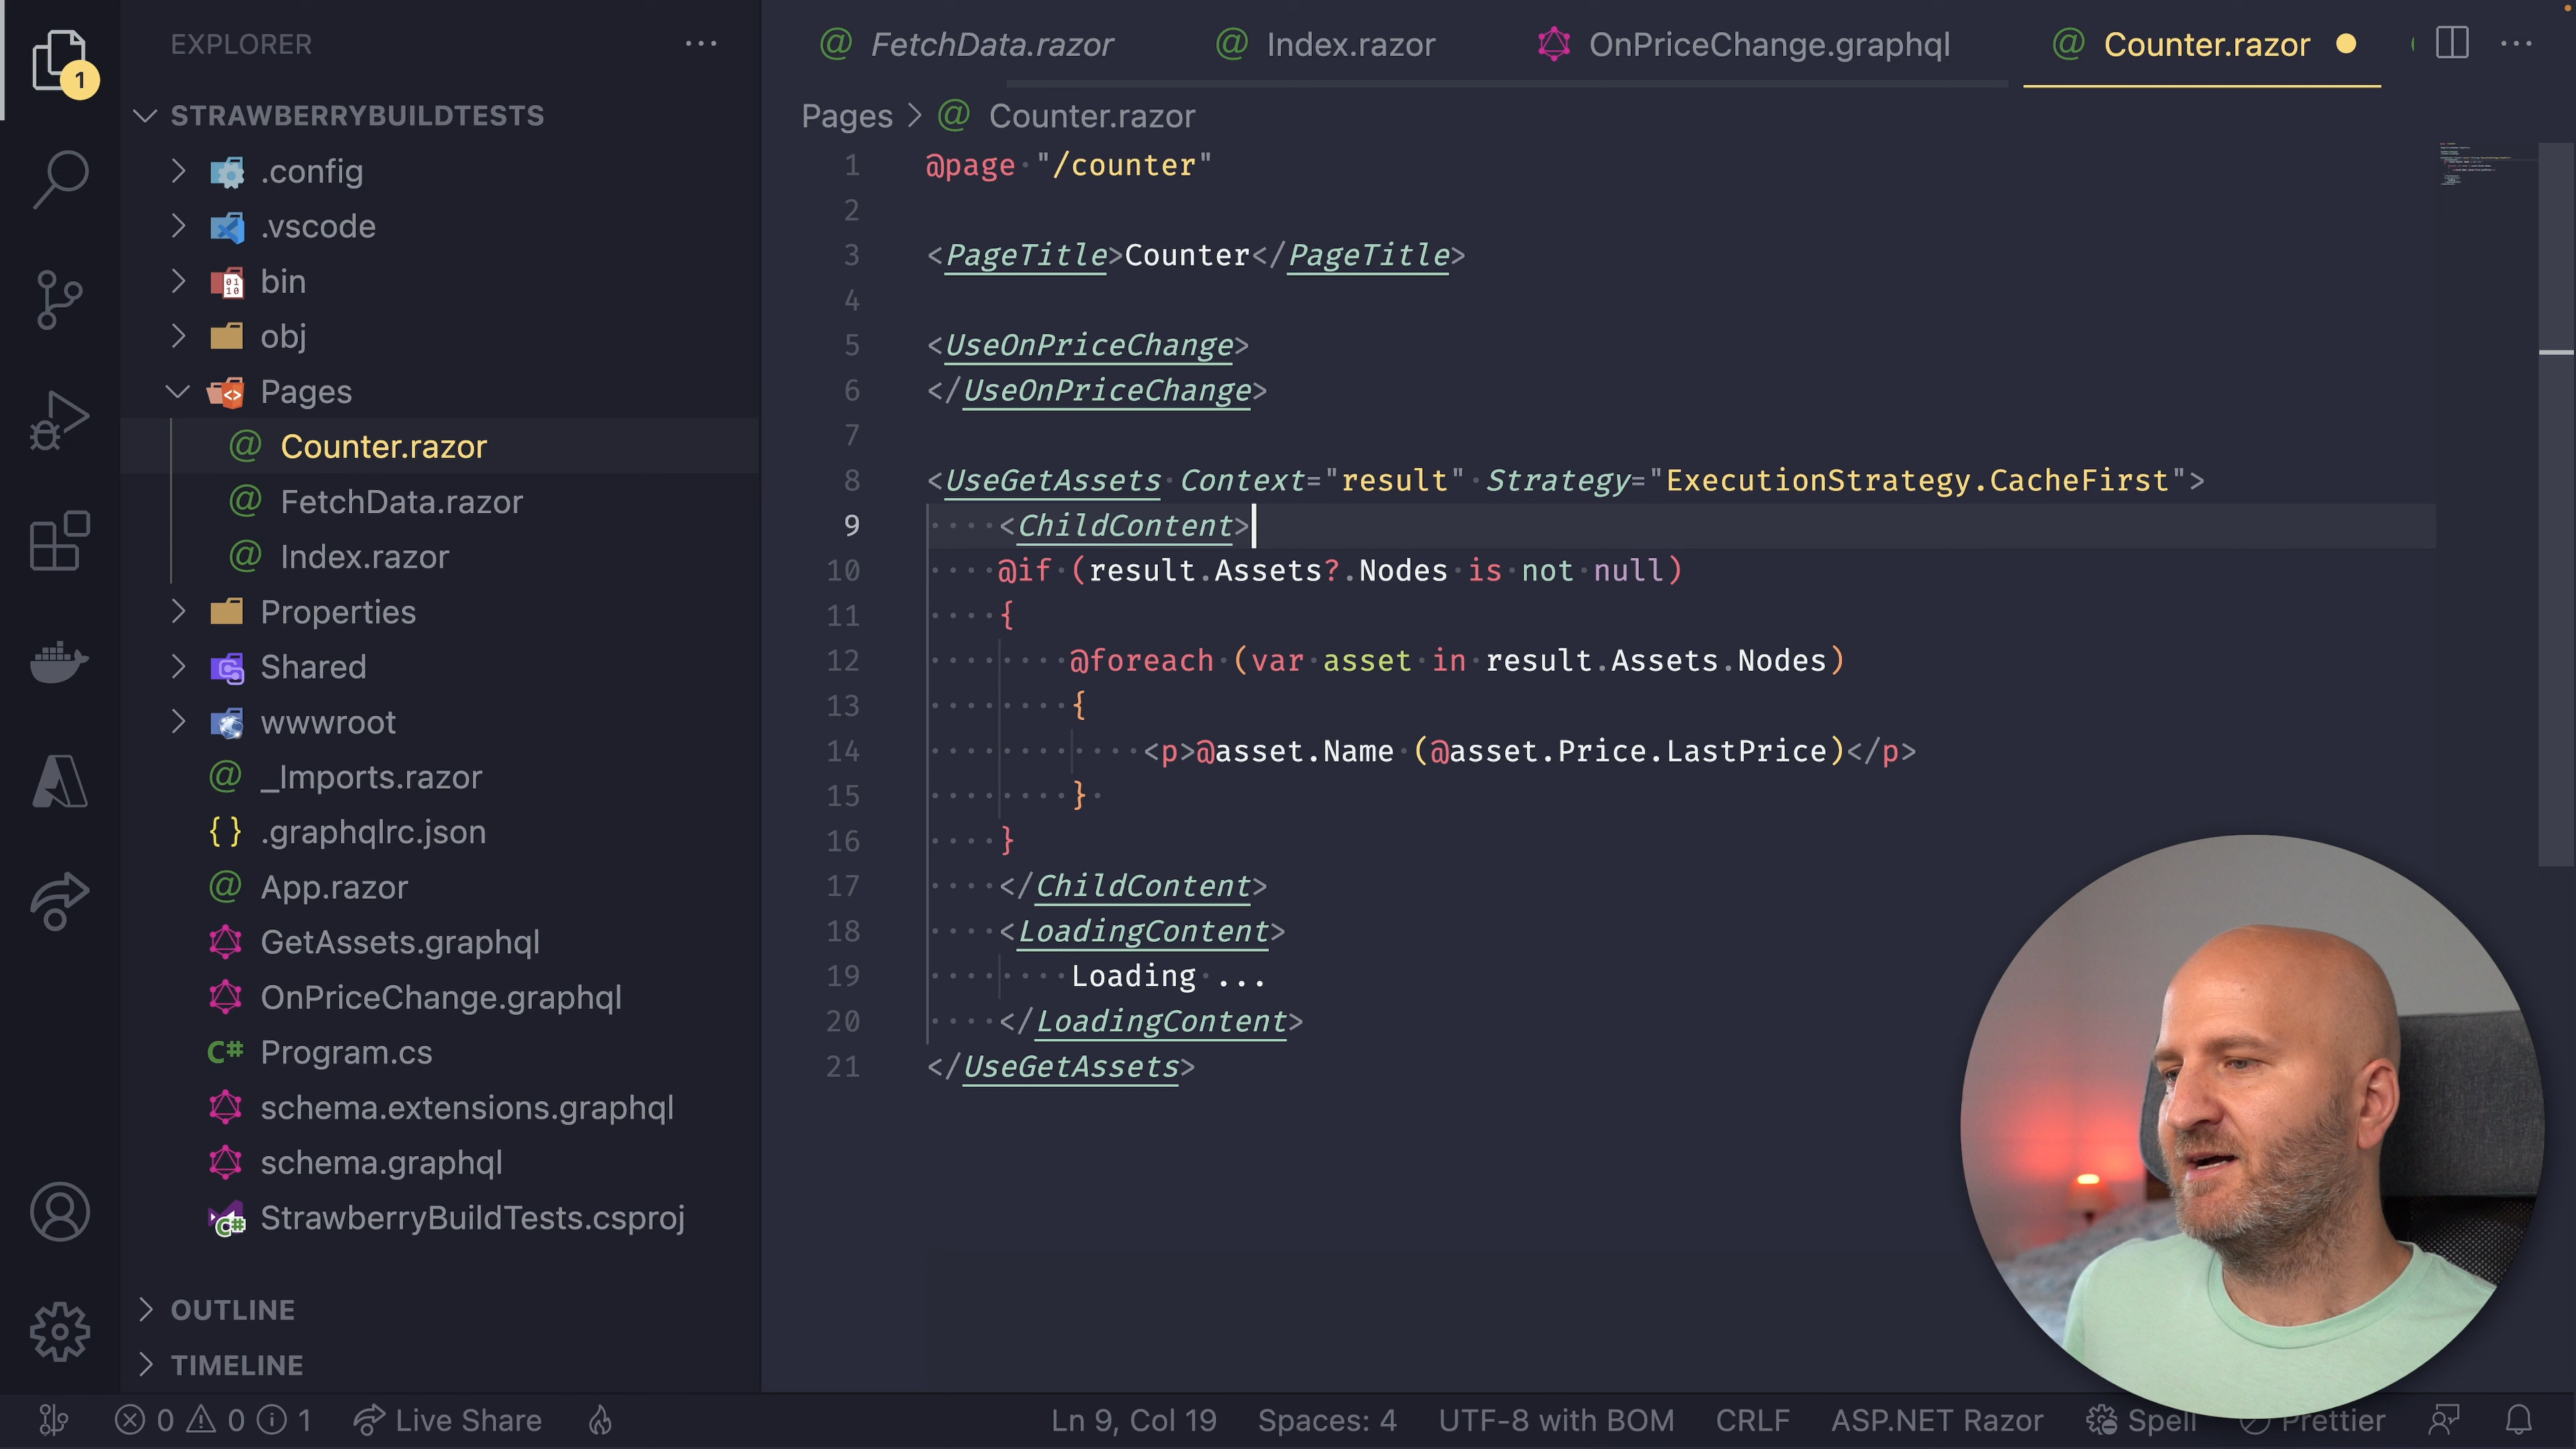 EXPLORER
1
STRAWBERRYBUILDTESTS
.config
.vscode
bin
obj
Pages
@ Counter.razor
@ FetchData.razor
@ Index.razor
Properties
Shared
wwwroot
@ _Imports.razor
{ } .graphqlrc.json
@ App.razor
GetAssets.graphql
OnPriceChange.graphql
C# Program.cs
schema.extensions.graphql
schema.graphql
StrawberryBuildTests.csproj
OUTLINE
TIMELINE
@ FetchData.razor @ Index.razor OnPriceChange.graphql @ Counter.razor
Pages > @ Counter.razor
1 @page "/counter"
2
3 <PageTitle>Counter</PageTitle>
4
5 <UseOnPriceChange>
6 </UseOnPriceChange>
7
8 <UseGetAssets Context="result" Strategy="ExecutionStrategy.CacheFirst">
9 <ChildContent>
10 @if (result.Assets?.Nodes is not null)
11 {
12 @foreach (var asset in result.Assets.Nodes)
13 {
14 <p>@asset.Name (@asset.Price.LastPrice)</p>
15 }
16 }
17 </ChildContent>
18 <LoadingContent>
19 Loading ...
20 </LoadingContent>
21 </UseGetAssets>
0 0 1 Live Share Ln 9, Col 19 Spaces: 4 UTF-8 with BOM CRLF ASP.NET Razor Spell Prettier